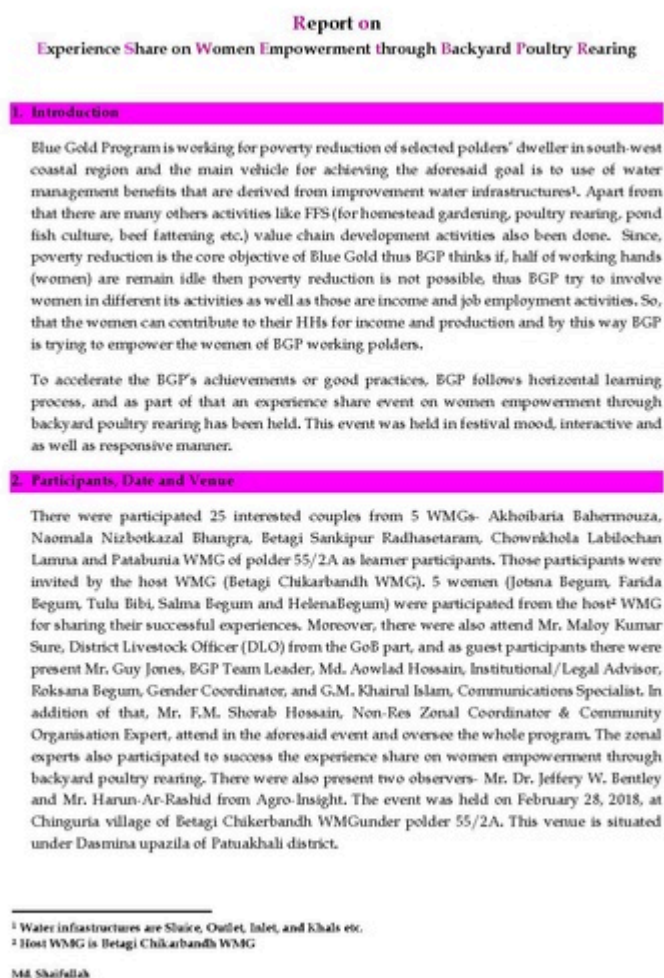 Report on
Experience Share on Women Empowerment through Backyard Poultry Rearing
1. Introduction
Blue Gold Program is working for poverty reduction of selected polders' dweller in south-west
coastal region and the main vehicle for achieving the aforesaid goal is to use of water
management benefits that are derived from improvement water infrastructures¹. Apart from
that there are many others activities like FFS (for homestead gardening, poultry rearing, pond
fish culture, beef fattening etc.) value chain development activities also been done. Since,
poverty reduction is the core objective of Blue Gold thus BGP thinks if, half of working hands
(women) are remain idle then poverty reduction is not possible, thus BGP try to involve
women in different its activities as well as those are income and job employment activities. So,
that the women can contribute to their HHs for income and production and by this way BGP
is trying to empower the women of BGP working polders.
To accelerate the BGP's achievements or good practices, BGP follows horizontal learning
process, and as part of that an experience share event on women empowerment through
backyard poultry rearing has been held. This event was held in festival mood, interactive and
as well as responsive manner.
2. Participants, Date and Venue
There were participated 25 interested couples from 5 WMGs- Akhoibaria Bahermouza,
Naomala Nizbotkazal Bhangra, Betagi Sankipur Radhasetaram, Chownkhola Labilochan
Lamna and Patabunia WMG of polder 55/2A as learner participants. Those participants were
invited by the host WMG (Betagi Chikarbandh WMG). 5 women (Jotsna Begum, Farida
Begum, Tulu Bibi, Salma Begum and HelenaBegum) were participated from the host² WMG
for sharing their successful experiences. Moreover, there were also attend Mr. Maloy Kumar
Sure, District Livestock Officer (DLO) from the GoB part, and as guest participants there were
present Mr. Guy Jones, BGP Team Leader, Md. Aowlad Hossain, Institutional/Legal Advisor,
Roksana Begum, Gender Coordinator, and G.M. Khairul Islam, Communications Specialist. In
addition of that, Mr. F.M. Shorab Hossain, Non-Res Zonal Coordinator & Community
Organisation Expert, attend in the aforesaid event and oversee the whole program. The zonal
experts also participated to success the experience share on women empowerment through
backyard poultry rearing. There were also present two observers- Mr. Dr. Jeffery W. Bentley
and Mr. Harun-Ar-Rashid from Agro-Insight. The event was held on February 28, 2018, at
Chinguria village of Betagi Chikerbandh WMGunder polder 55/2A. This venue is situated
under Dasmina upazila of Patuakhali district.
¹ Water infrastructures are Sluice, Outlet, Inlet, and Khals etc.
² Host WMG is Betagi Chikarbandh WMG
Md. Shaifullah